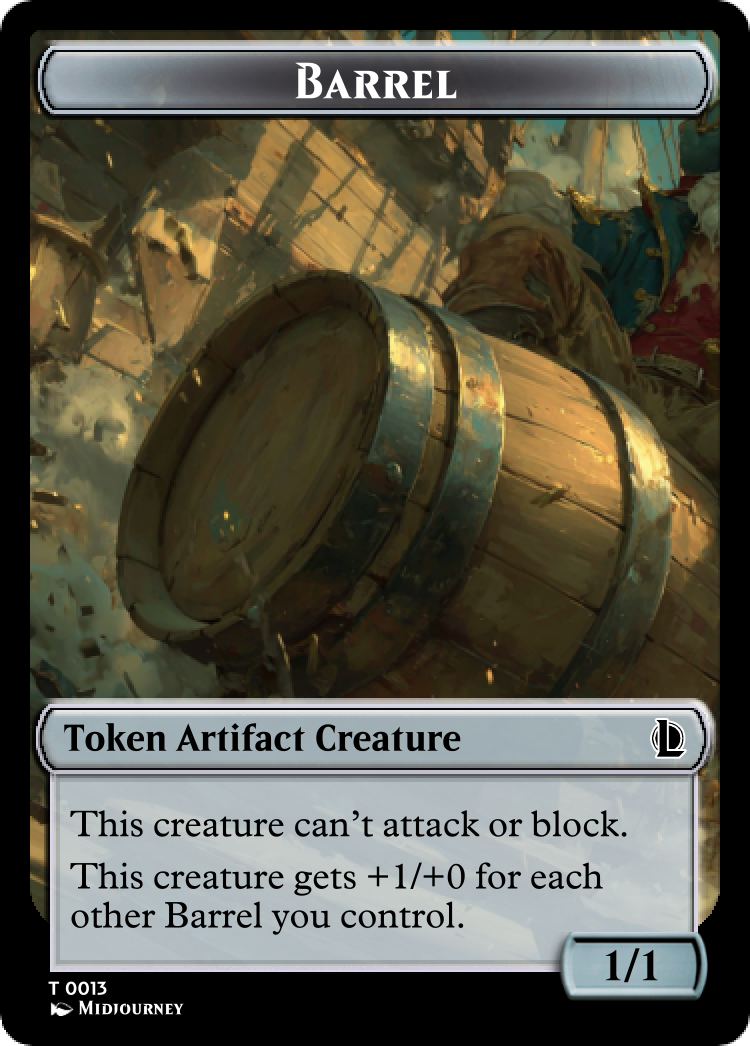 Barrel
Token Artifact Creature
This creature can't attack or block.
This creature gets +1/+0 for each
other Barrel you control.
1/1
T 0013
Midjourney